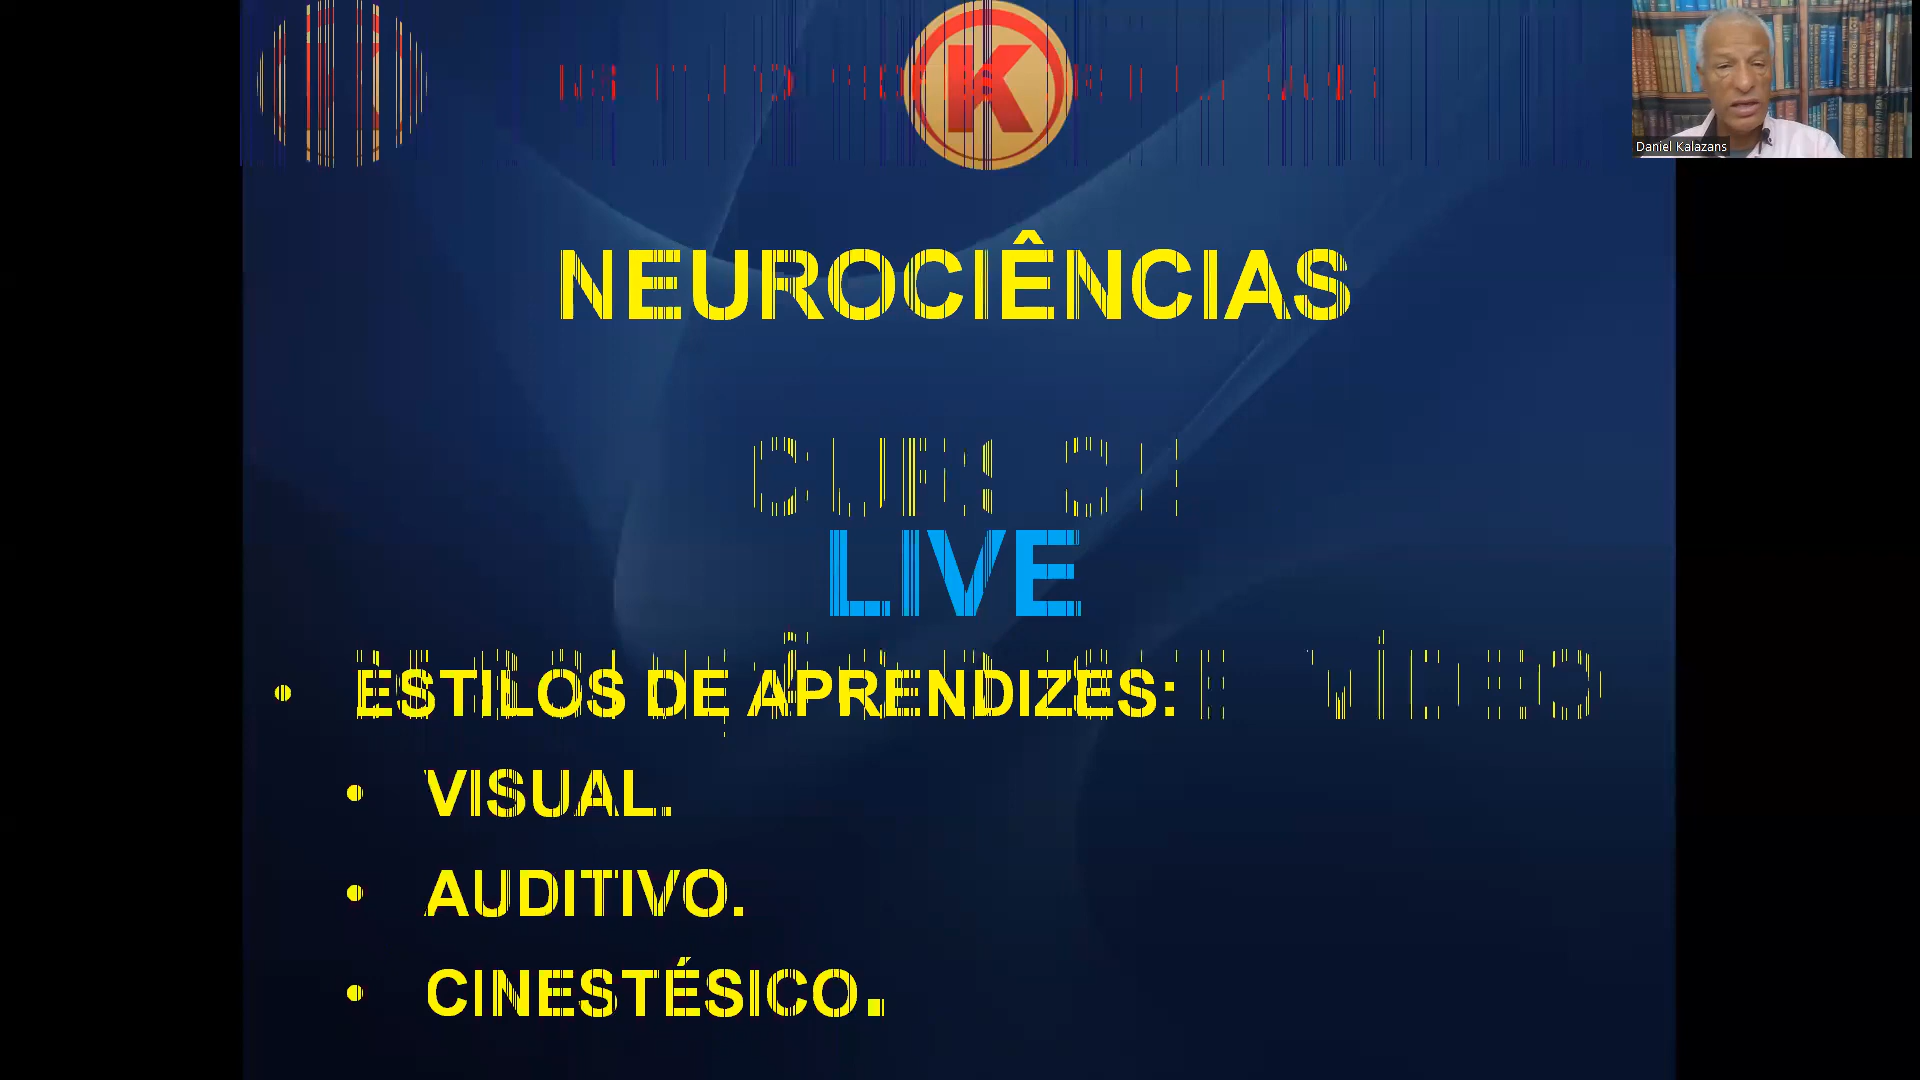 K
Daniel Kalazans
NEUROCIÊNCIAS
LIVE
• ESTILOS DE APRENDIZES:
• VISUAL.
• AUDITIVO.
• CINESTÉSICO.